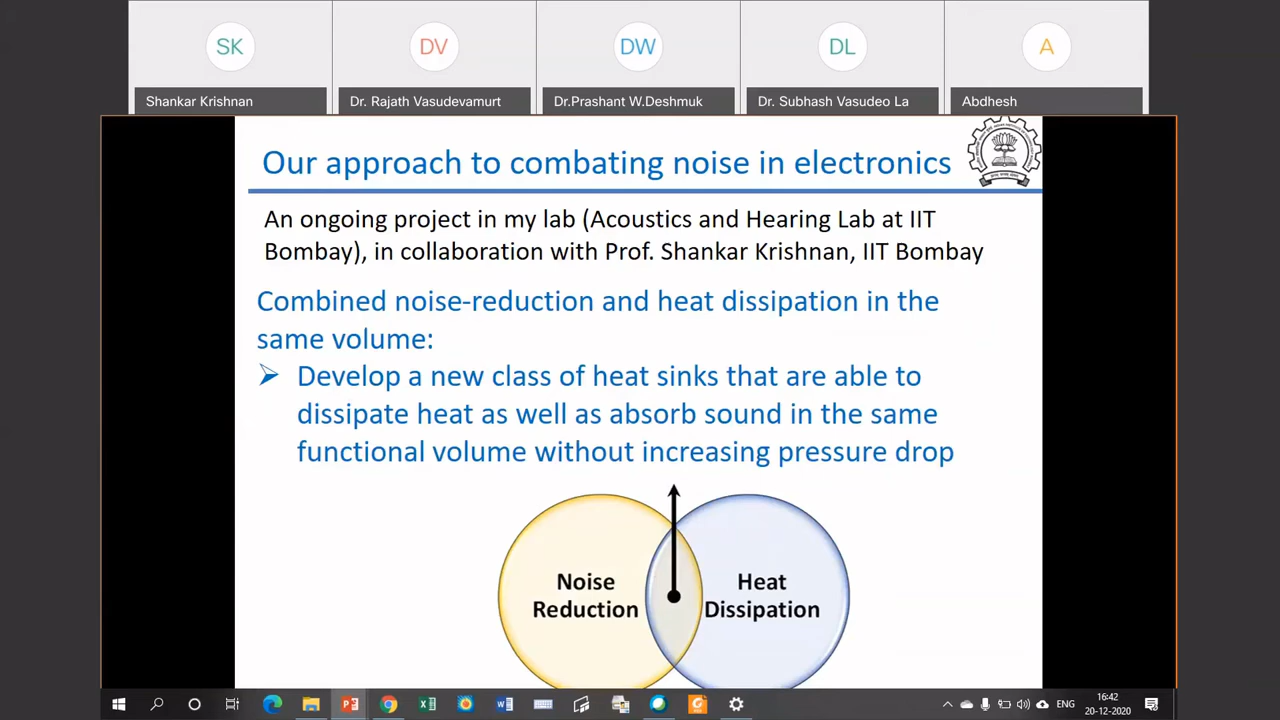 SK
DV
DW
DL
A
Shankar Krishnan
Dr. Rajath Vasudevamurt
Dr.Prashant W.Deshmuk
Dr. Subhash Vasudeo La
Abdhesh
Our approach to combating noise in electronics
An ongoing project in my lab (Acoustics and Hearing Lab at IIT
Bombay), in collaboration with Prof. Shankar Krishnan, IIT Bombay
Combined noise-reduction and heat dissipation in the
same volume:
Develop a new class of heat sinks that are able to
dissipate heat as well as absorb sound in the same
functional volume without increasing pressure drop
Noise
Reduction
Heat
Dissipation
ENG
16:42
20-12-2020